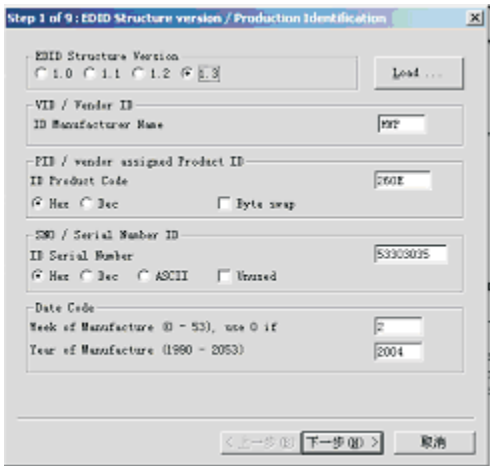 Step 1 of 9 : EDID Structure version / Production Identification
EDID Structure Version
1.0 1.1 1.2 1.3
Load ...
VID / Vender ID
ID Manufacturer Name
PID / vender assigned Product ID
ID Product Code
260E
Hex Dec Byte swap
SNO / Serial Number ID
ID Serial Number
53303035
Hex Dec ASCII Unused
Date Code
Week of Manufacture (0 - 53), use 0 if
2
Year of Manufacture (1990 - 2053)
2004
<上一步(B) 下一步(N) > 取消